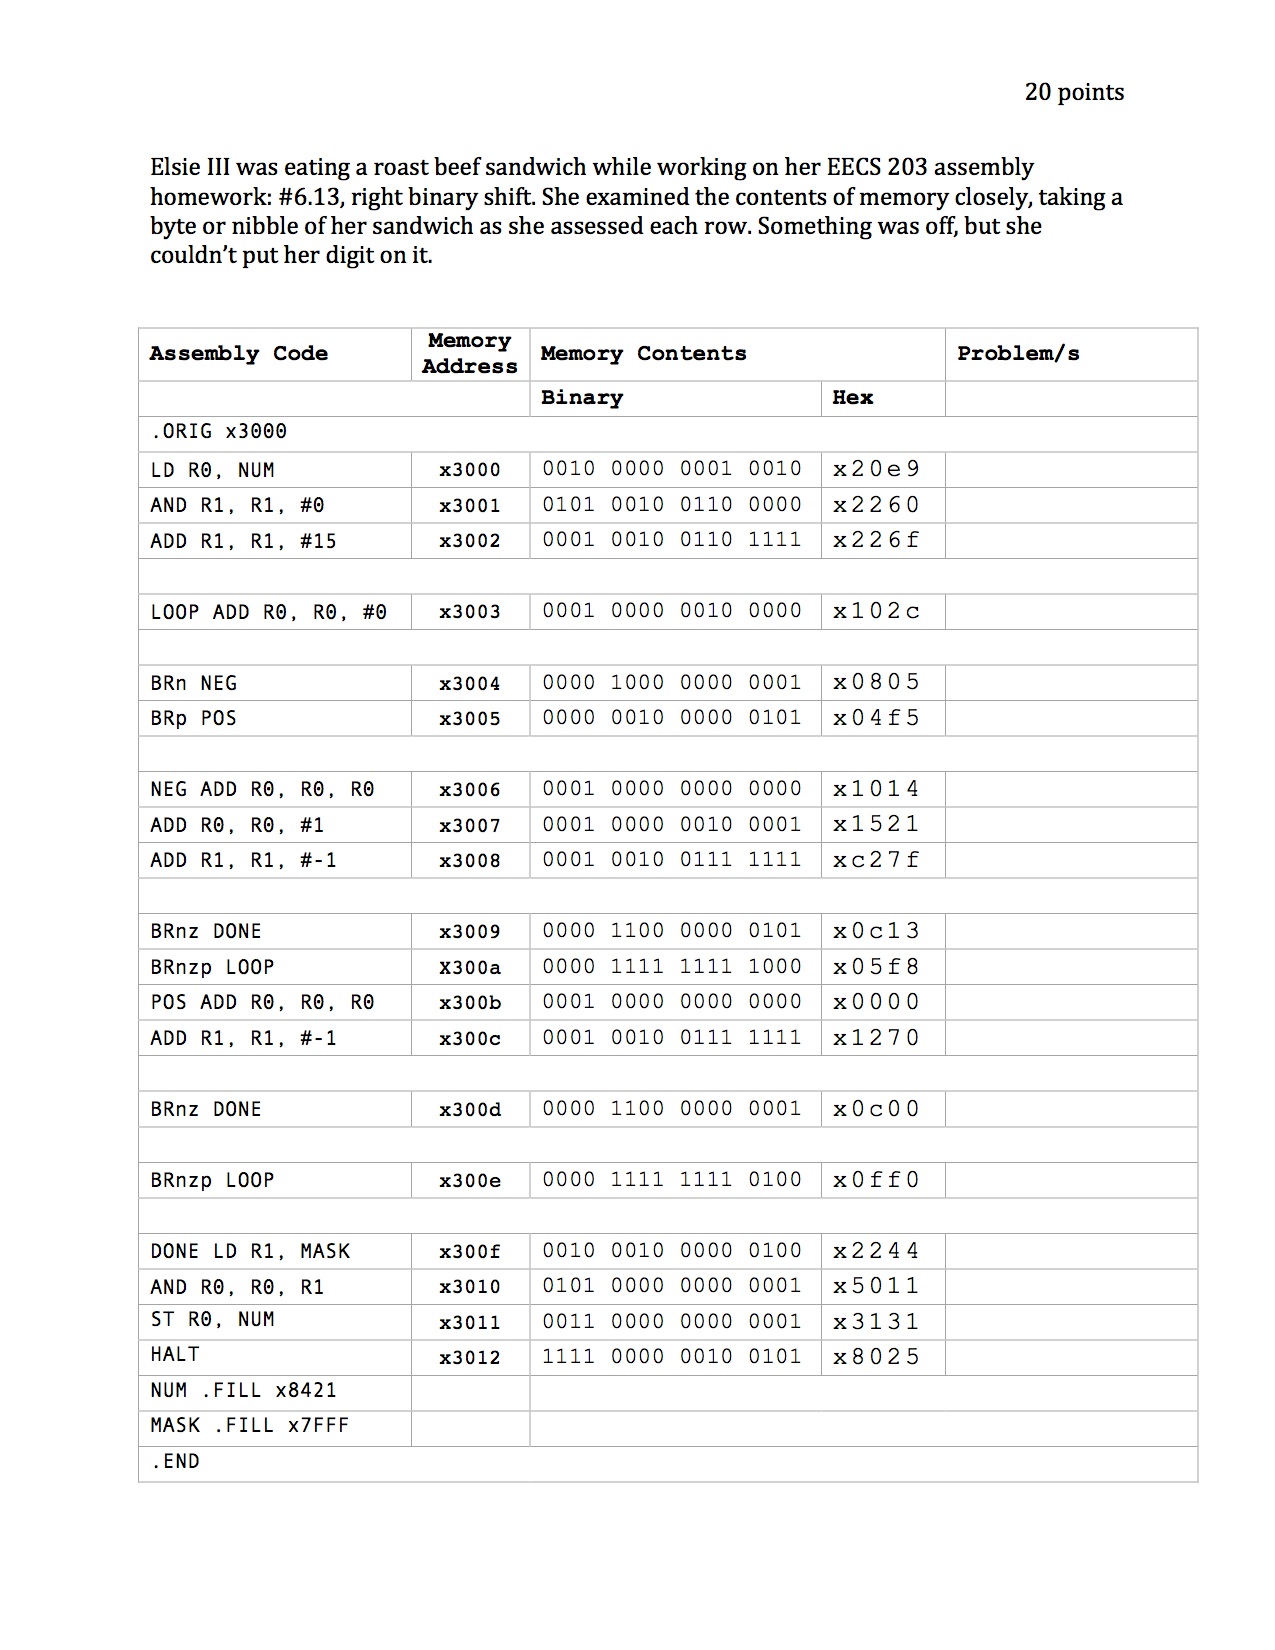 20 points
Elsie III was eating a roast beef sandwich while working on her EECS 203 assembly
homework: #6.13, right binary shift. She examined the contents of memory closely, taking a
byte or nibble of her sandwich as she assessed each row. Something was off, but she
couldn’t put her digit on it.
Assembly Code Memory Address Memory Contents Problem/s
Binary Hex
.ORIG x3000
LD R0, NUM x3000 0010 0000 0001 0010 x20e9
AND R1, R1, #0 x3001 0101 0010 0110 0000 x2260
ADD R1, R1, #15 x3002 0001 0010 0110 1111 x226f
LOOP ADD R0, R0, #0 x3003 0001 0000 0010 0000 x102c
BRn NEG x3004 0000 1000 0000 0001 x0805
BRp POS x3005 0000 0010 0000 0101 x04f5
NEG ADD R0, R0, R0 x3006 0001 0000 0000 0000 x1014
ADD R0, R0, #1 x3007 0001 0000 0010 0001 x1521
ADD R1, R1, #-1 x3008 0001 0010 0111 1111 xc27f
BRnz DONE x3009 0000 1100 0000 0101 x0c13
BRnzp LOOP X300a 0000 1111 1111 1000 x05f8
POS ADD R0, R0, R0 x300b 0001 0000 0000 0000 x0000
ADD R1, R1, #-1 x300c 0001 0010 0111 1111 x1270
BRnz DONE x300d 0000 1100 0000 0001 x0c00
BRnzp LOOP x300e 0000 1111 1111 0100 x0ff0
DONE LD R1, MASK x300f 0010 0010 0000 0100 x2244
AND R0, R0, R1 x3010 0101 0000 0000 0001 x5011
ST R0, NUM x3011 0011 0000 0000 0001 x3131
HALT x3012 1111 0000 0010 0101 x8025
NUM .FILL x8421
MASK .FILL x7FFF
.END